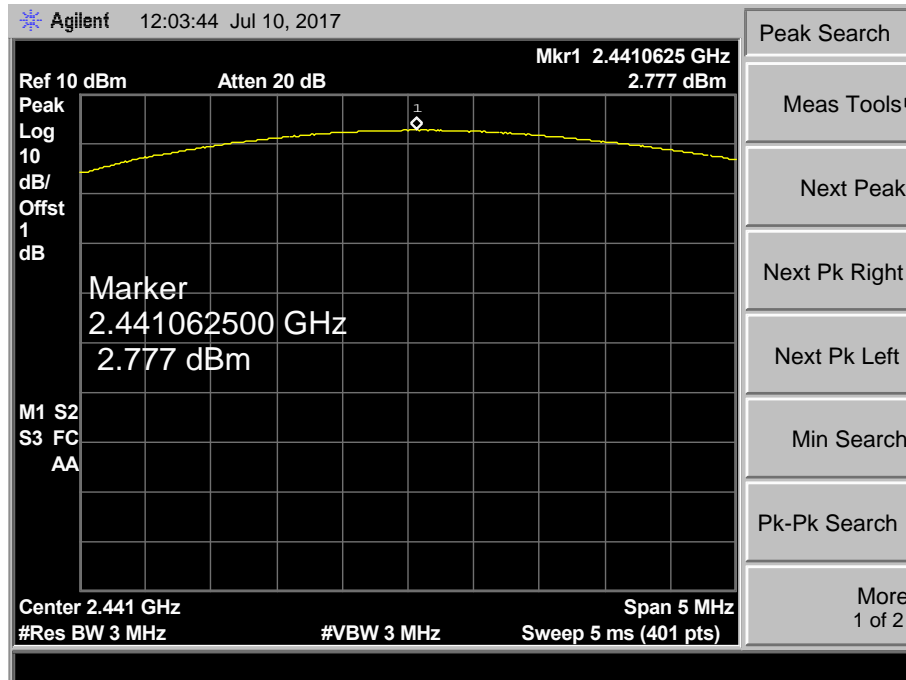 Agilent 12:03:44 Jul 10, 2017
Mkr1 2.4410625 GHz
Ref 10 dBm Atten 20 dB 2.777 dBm
Peak
Log
10
dB/
Offst
1
dB
1
Marker
2.441062500 GHz
2.777 dBm
M1 S2
S3 FC
AA
Center 2.441 GHz Span 5 MHz
#Res BW 3 MHz #VBW 3 MHz Sweep 5 ms (401 pts)
Peak Search
Meas Tools
Next Peak
Next Pk Right
Next Pk Left
Min Search
Pk-Pk Search
More
1 of 2